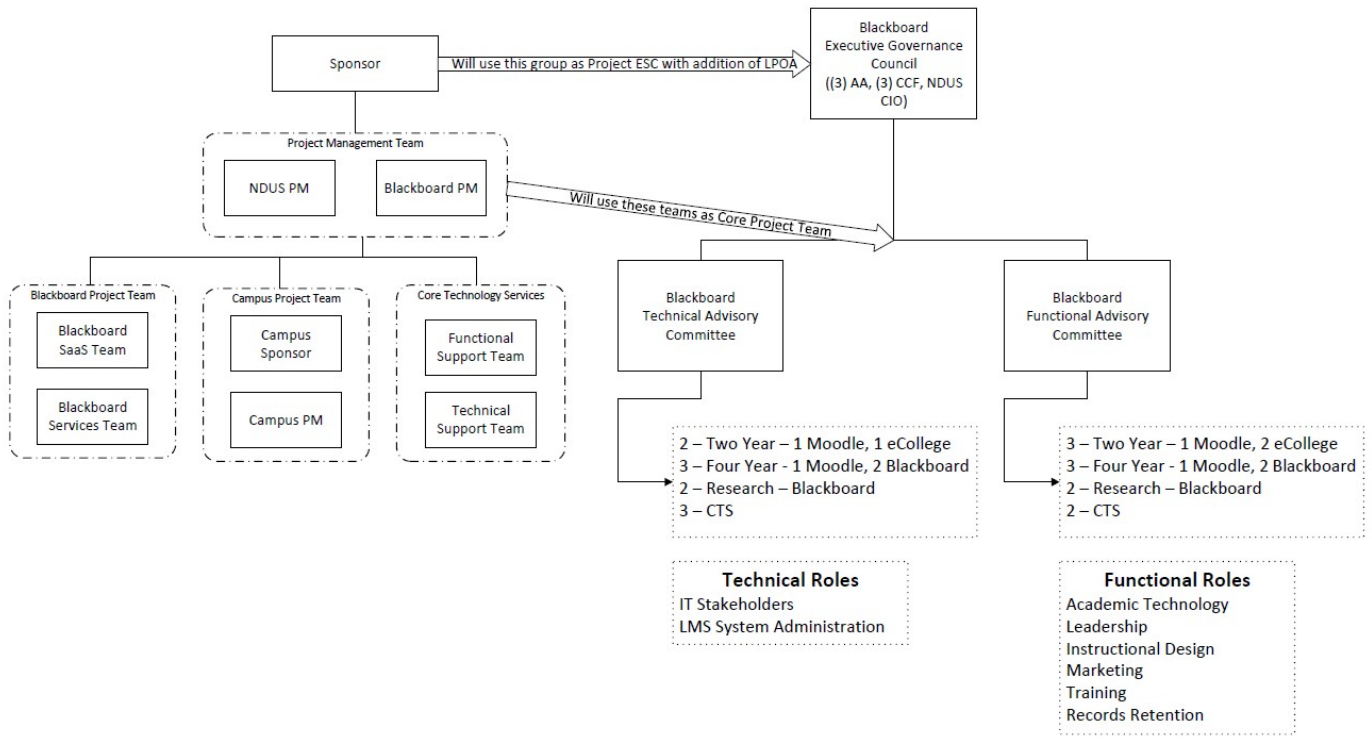 Sponsor
Will use this group as Project ESC with addition of LPOA
Blackboard
Executive Governance
Council
((3) AA, (3) CCF, NDUS
CIO)
Project Management Team
NDUS PM
Blackboard PM
Will use these teams as Core Project Team
Blackboard Project Team
Blackboard
SaaS Team
Blackboard
Services Team
Campus Project Team
Campus
Sponsor
Campus PM
Core Technology Services
Functional
Support Team
Technical
Support Team
Blackboard
Technical Advisory
Committee
Blackboard
Functional Advisory
Committee
2 – Two Year – 1 Moodle, 1 eCollege
3 – Four Year - 1 Moodle, 2 Blackboard
2 – Research – Blackboard
3 – CTS
3 – Two Year – 1 Moodle, 2 eCollege
3 – Four Year - 1 Moodle, 2 Blackboard
2 – Research – Blackboard
2 – CTS
Technical Roles
IT Stakeholders
LMS System Administration
Functional Roles
Academic Technology
Leadership
Instructional Design
Marketing
Training
Records Retention